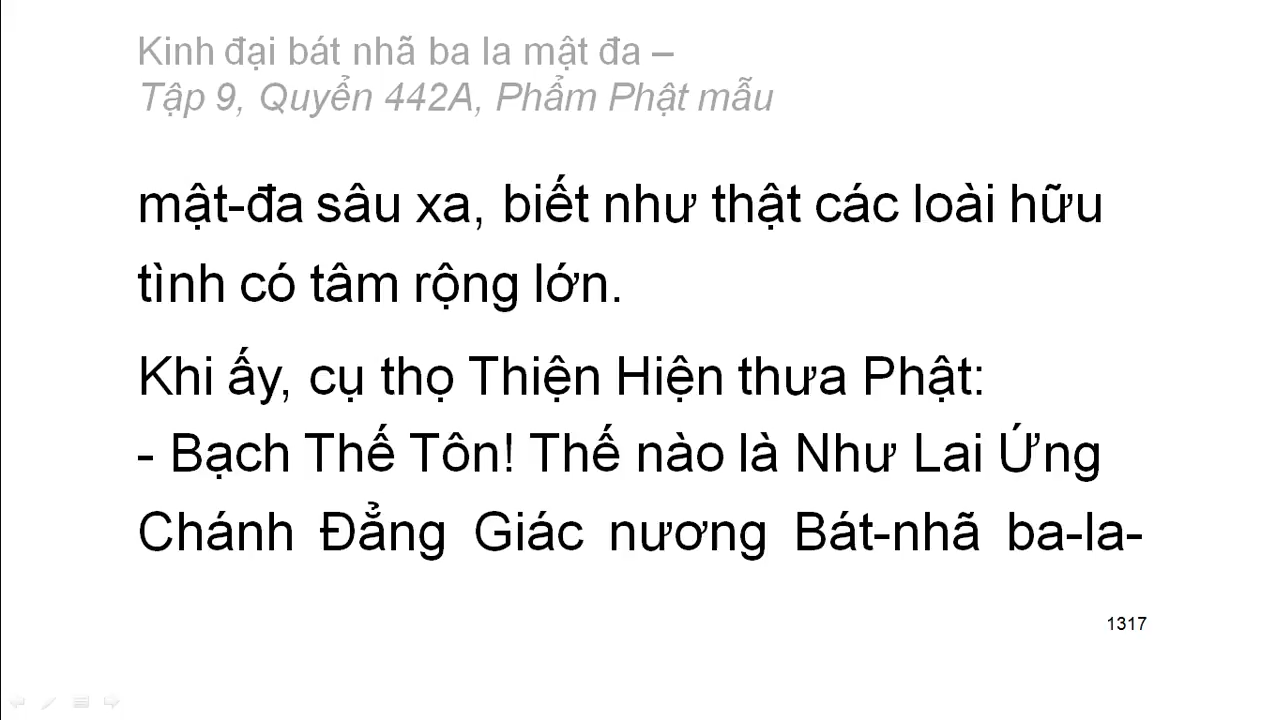 Kinh đại bát nhã ba la mật đa –
Tập 9, Quyển 442A, Phẩm Phật mẫu
mật-đa sâu xa, biết như thật các loài hữu
tình có tâm rộng lớn.
Khi ấy, cụ thọ Thiện Hiện thưa Phật:
- Bạch Thế Tôn! Thế nào là Như Lai Ứng
Chánh Đẳng Giác nương Bát-nhã ba-la-
1317